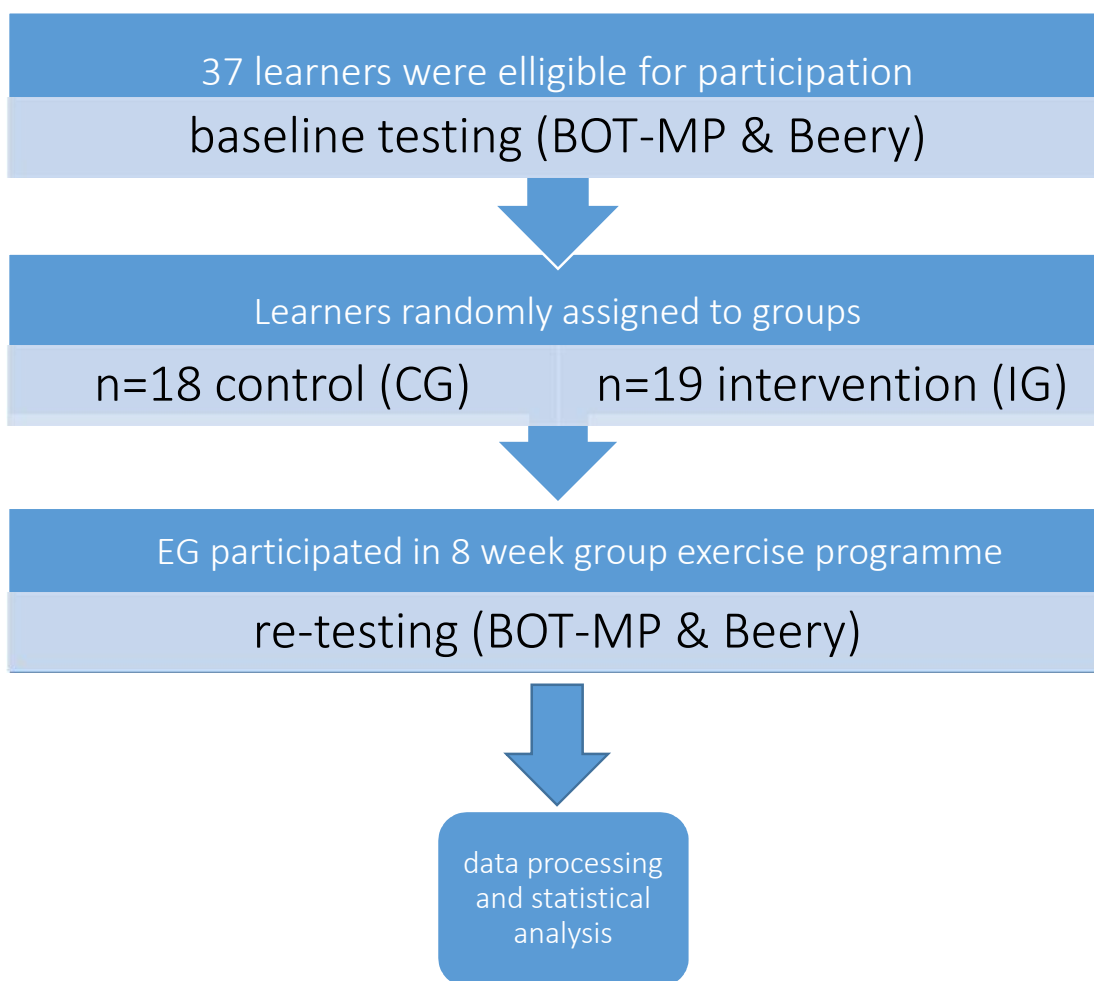 37 learners were elligible for participation
baseline testing (BOT-MP & Beery)
Learners randomly assigned to groups
n=18 control (CG)
n=19 intervention (IG)
EG participated in 8 week group exercise programme
re-testing (BOT-MP & Beery)
data processing
and statistical
analysis